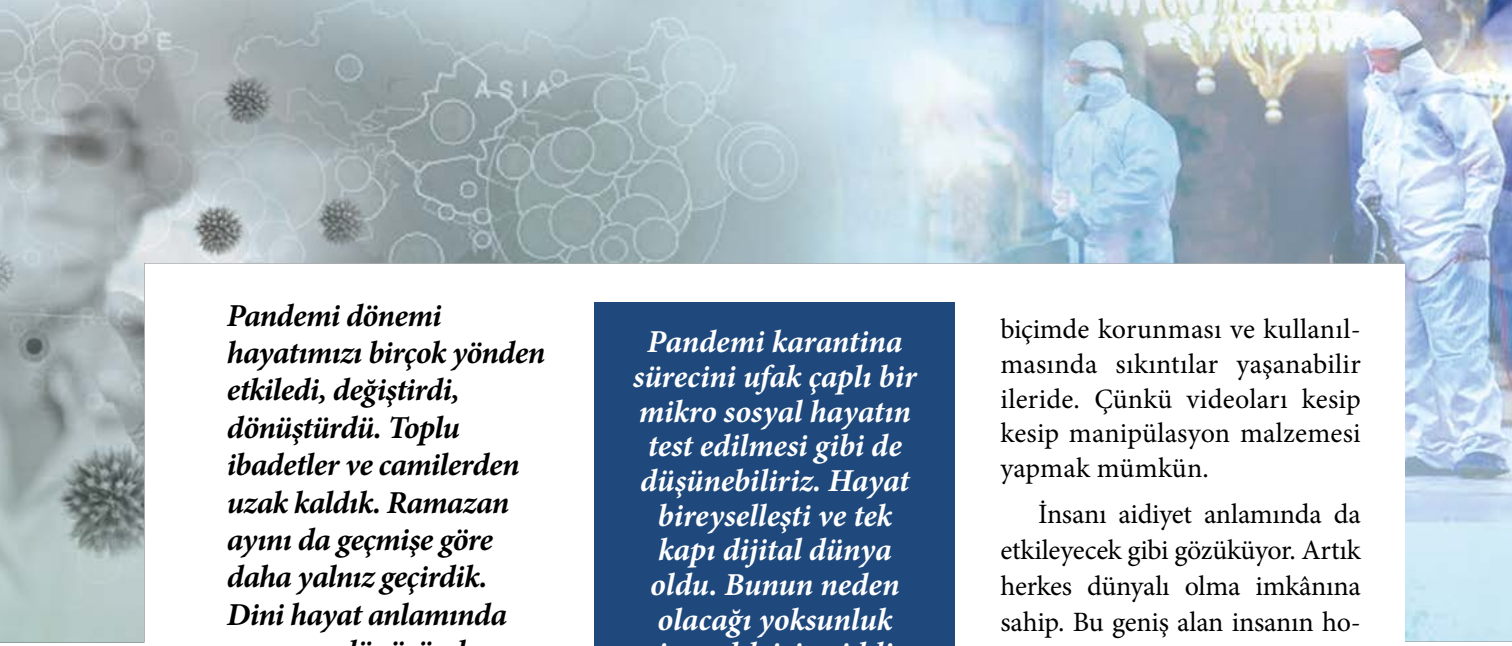 OPE
ASIA
Pandemi dönemi
hayatımızı birçok yönden
etkiledi, değiştirdi,
dönüştürdü. Toplu
ibadetler ve camilerden
uzak kaldık. Ramazan
ayını da geçmişe göre
daha yalnız geçirdik.
Dini hayat anlamında
Pandemi karantina
sürecini ufak çaplı bir
mikro sosyal hayatın
test edilmesi gibi de
düşünebiliriz. Hayat
bireyselleşti ve tek
kapı dijital dünya
oldu. Bunun neden
olacağı yoksunluk
biçimde korunması ve kullanıl-
masında sıkıntılar yaşanabilir
ileride. Çünkü videoları kesip
kesip manipülasyon malzemesi
yapmak mümkün.
İnsanı aidiyet anlamında da
etkileyecek gibi gözüküyor. Artık
herkes dünyalı olma imkânına
sahip. Bu geniş alan insanın ho-